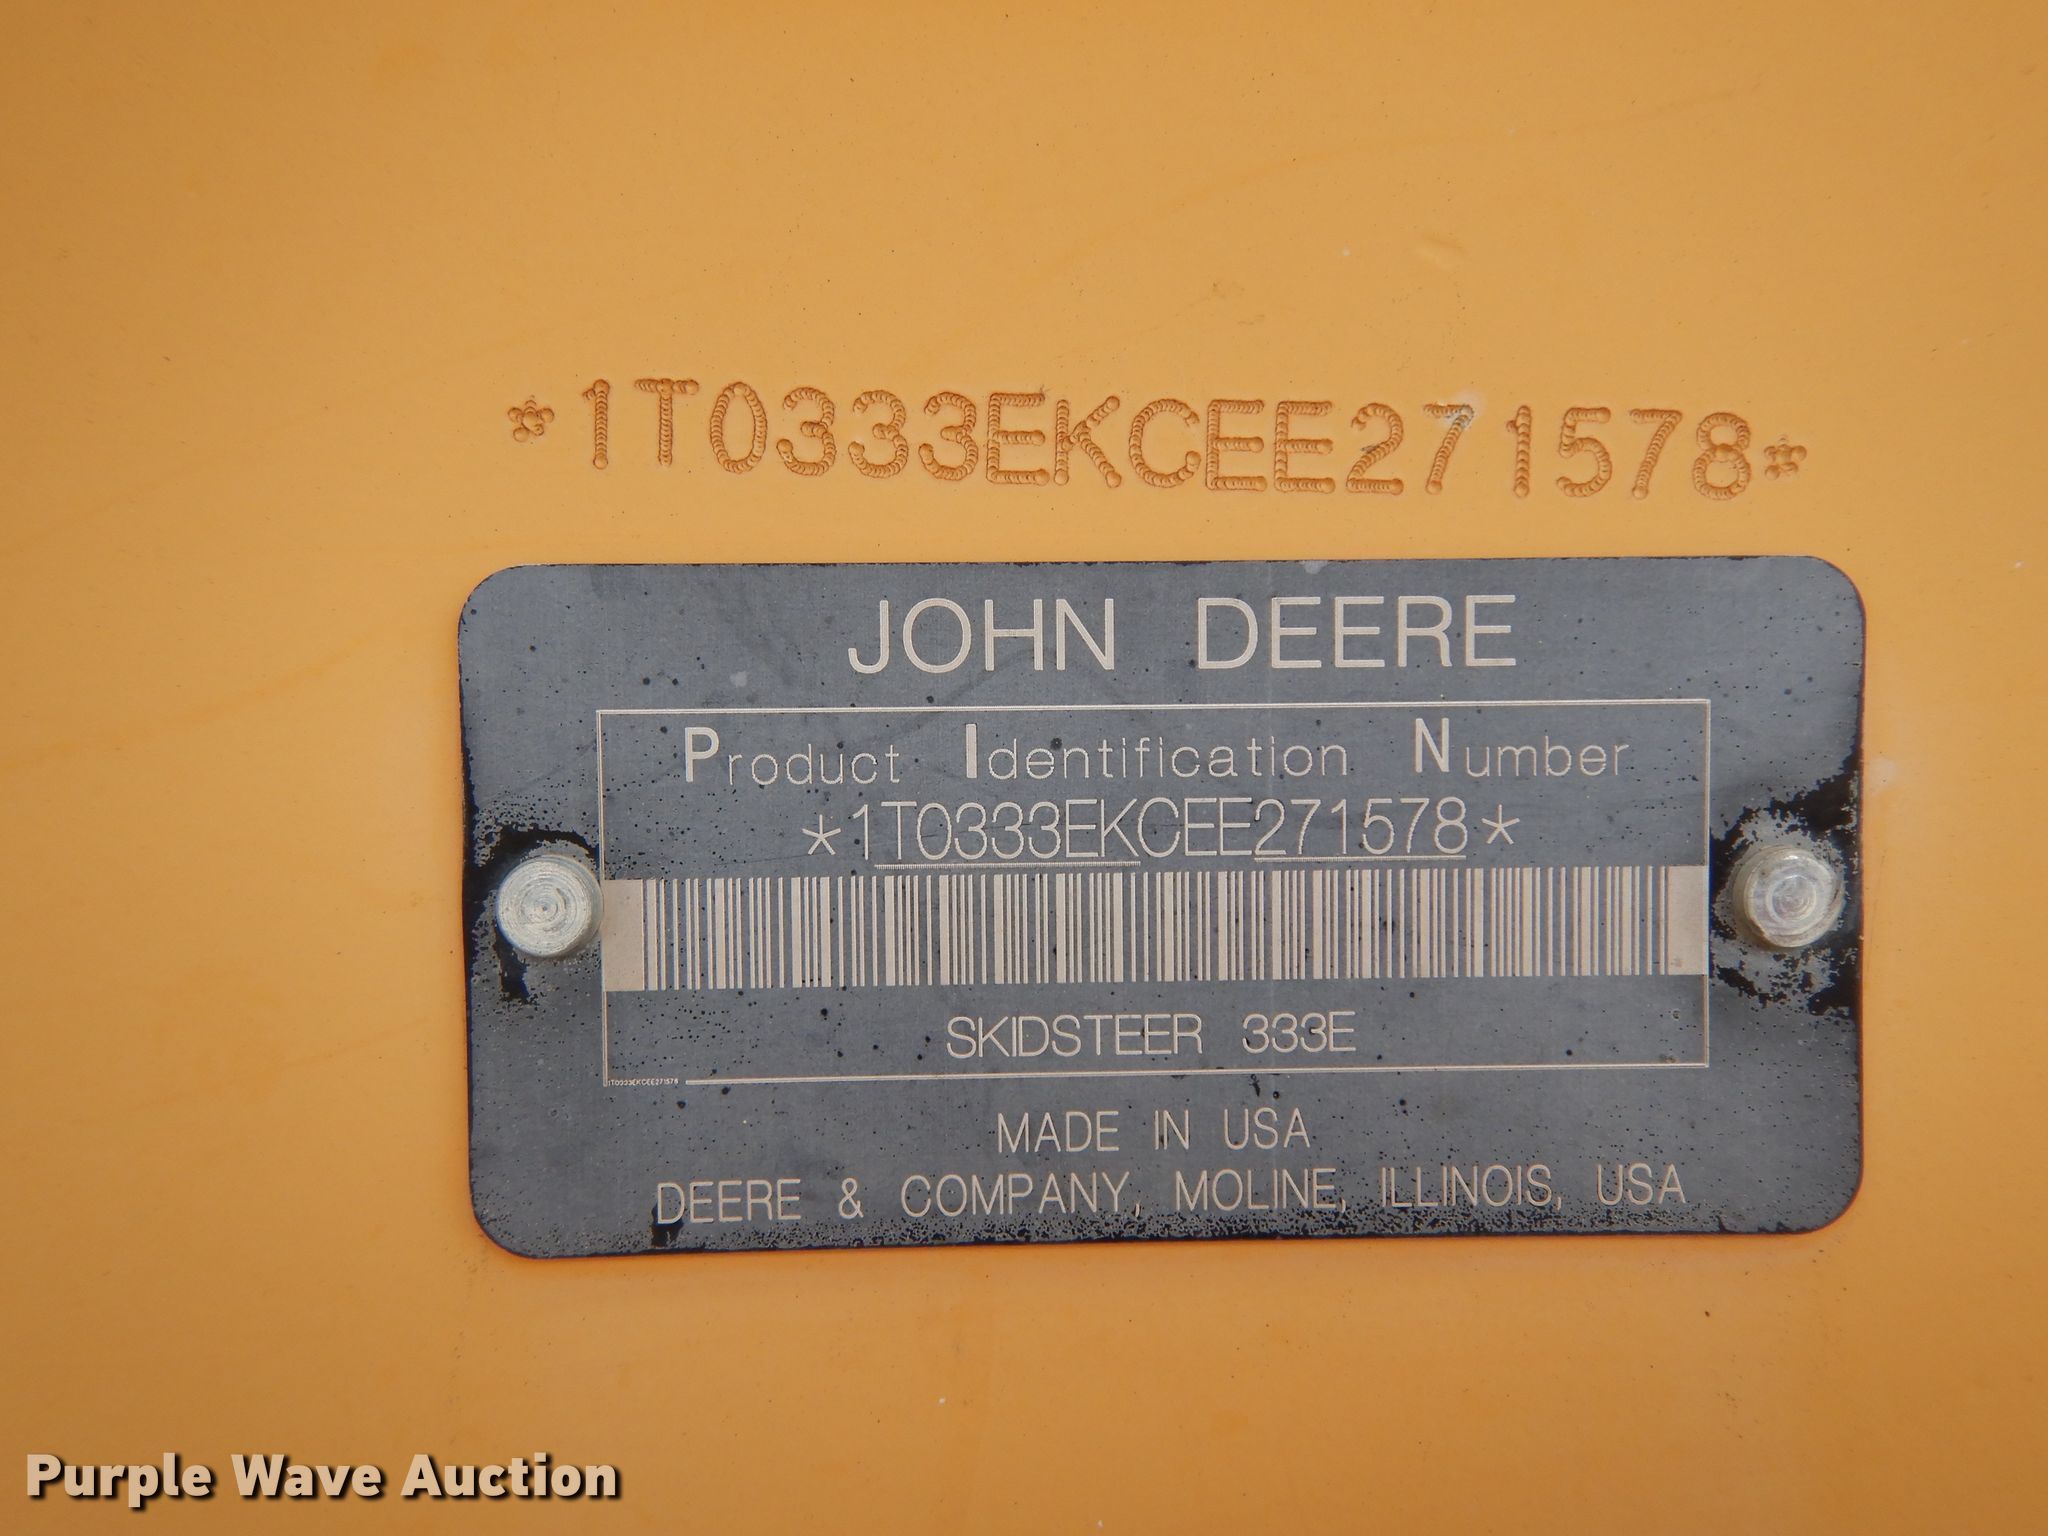 *1T0333EKCEE271578*
JOHN DEERE
Product Identification Number
*1T0333EKCEE271578*
SKIDSTEER 333E
1T0333EKCEE271578
MADE IN USA
DEERE & COMPANY, MOLINE, ILLINOIS, USA
Purple Wave Auction